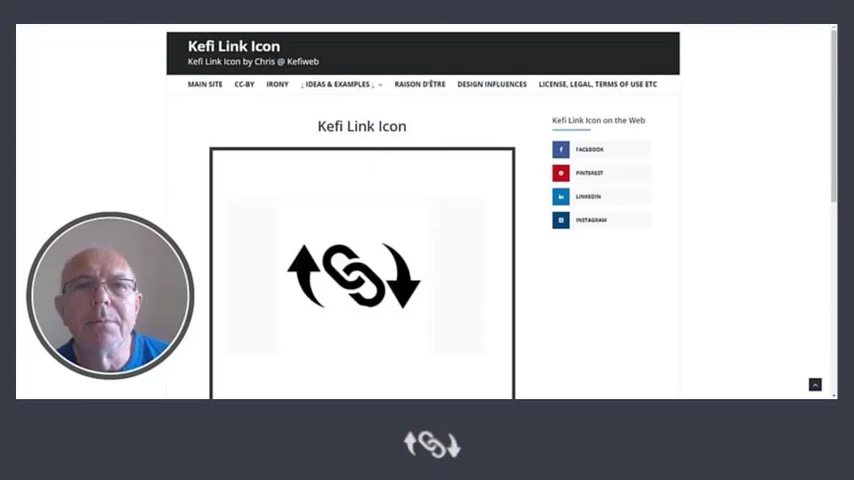 Kefi Link Icon
Kefi Link Icon by Chris @ Kefiweb
MAIN SITE CC-BY IRONY ↓ IDEAS & EXAMPLES ↓ RAISON D'ÊTRE DESIGN INFLUENCES LICENSE, LEGAL, TERMS OF USE ETC
Kefi Link Icon
Kefi Link Icon on the Web
FACEBOOK
PINTEREST
LINKEDIN
INSTAGRAM